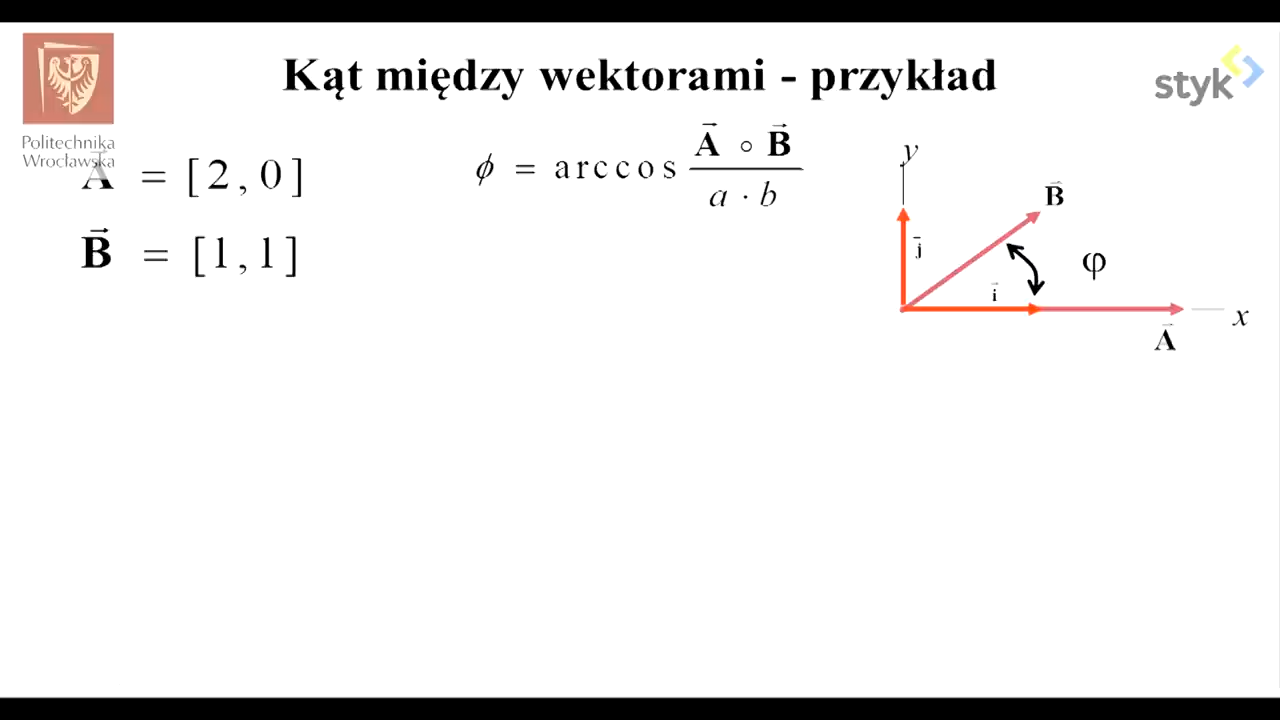 Kąt między wektorami - przykład
styk
Politechnika
Wrocławska
A⃗ = [2,0]
B⃗ = [1,1]
ϕ = arccos (A⃗ ∘ B⃗) / (a · b)
y
B⃗
j⃗
φ
i⃗
x
A⃗